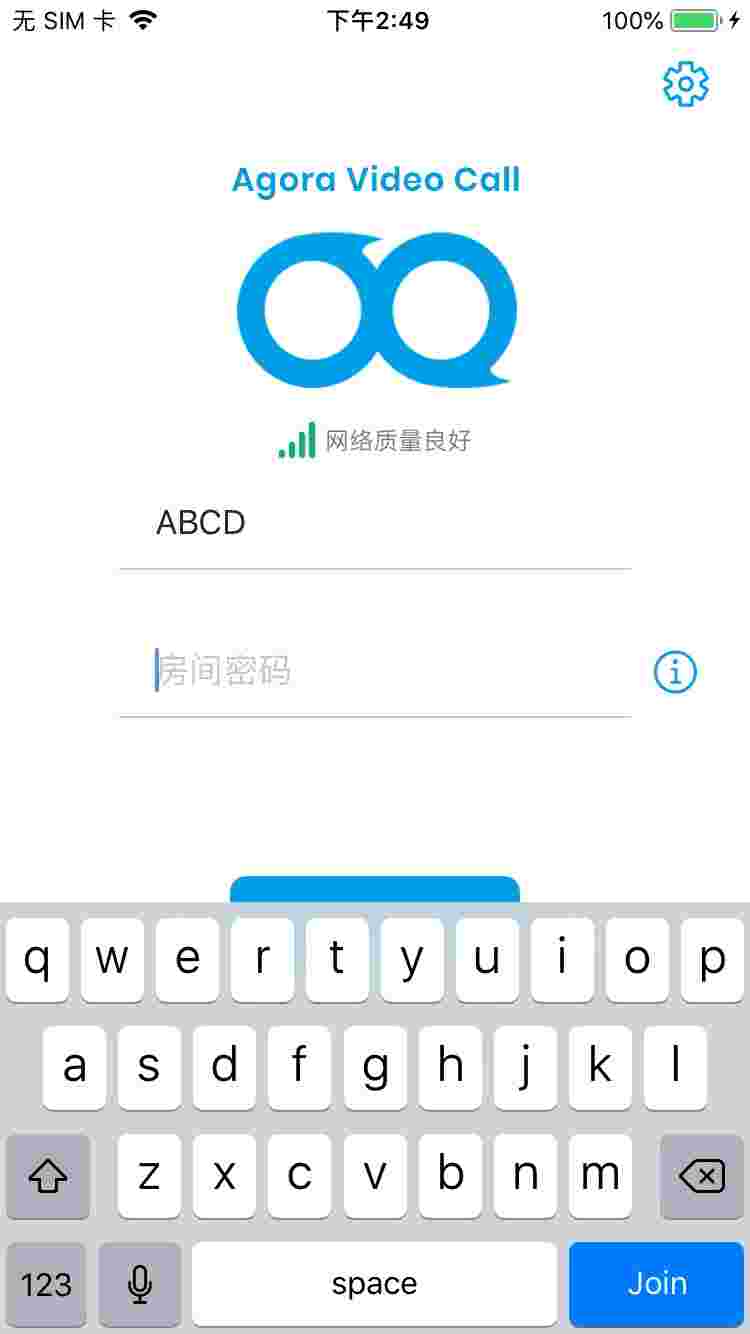 无 SIM 卡 下午2:49 100%
Agora Video Call
网络质量良好
ABCD
房间密码
q w e r t y u i o p
a s d f g h j k l
z x c v b n m
123 space Join